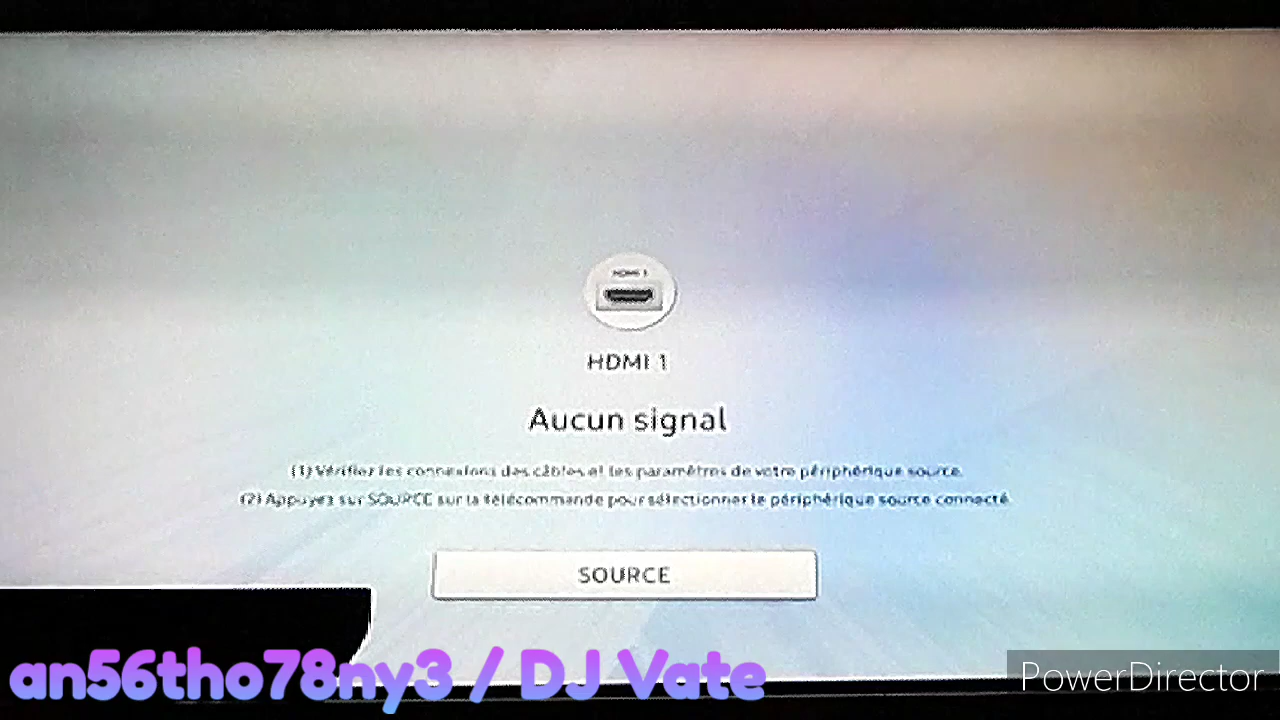 HDMI 1
HDMI 1
Aucun signal
(1) Vérifiez les connexions des câbles et les paramètres de votre périphérique source.
(2) Appuyez sur SOURCE sur la télécommande pour sélectionner le périphérique source connecté.
SOURCE
an56tho78ny3 / DJ Vate
PowerDirector